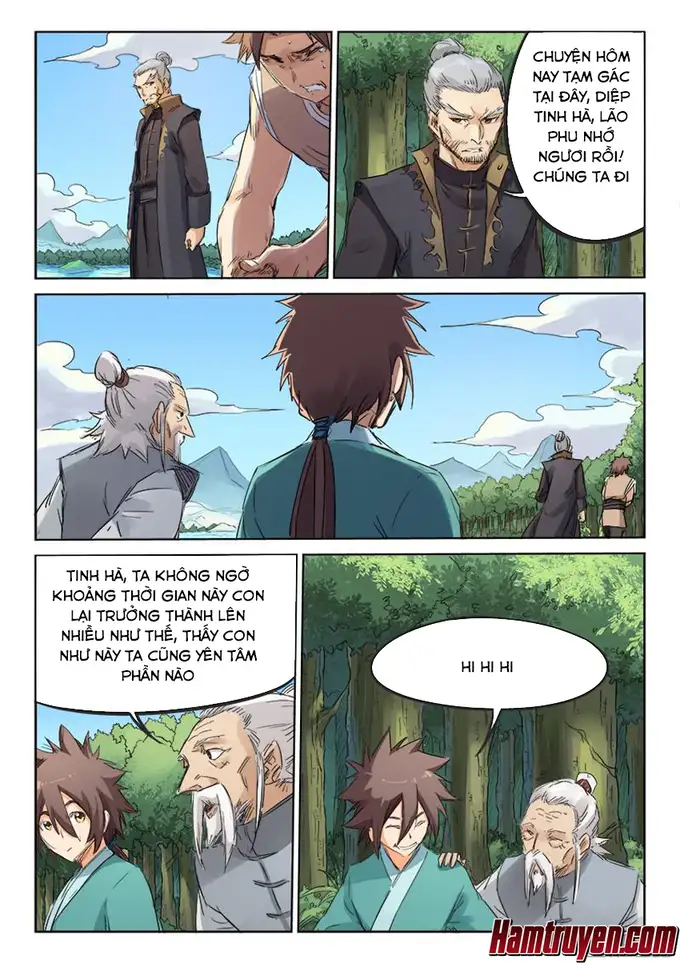 CHUYỆN HÔM
NAY TẠM GÁC
TẠI ĐÂY, DIỆP
TINH HÀ, LÃO
PHU NHỚ
NGƯƠI RỒI!
CHÚNG TA ĐI
TINH HÀ, TA KHÔNG NGỜ
KHOẢNG THỜI GIAN NÀY CON
LẠI TRƯỞNG THÀNH LÊN
NHIỀU NHƯ THẾ, THẤY CON
NHƯ NÀY TA CŨNG YÊN TÂM
PHẦN NÀO
HI HI HI
Hamtruyen.com